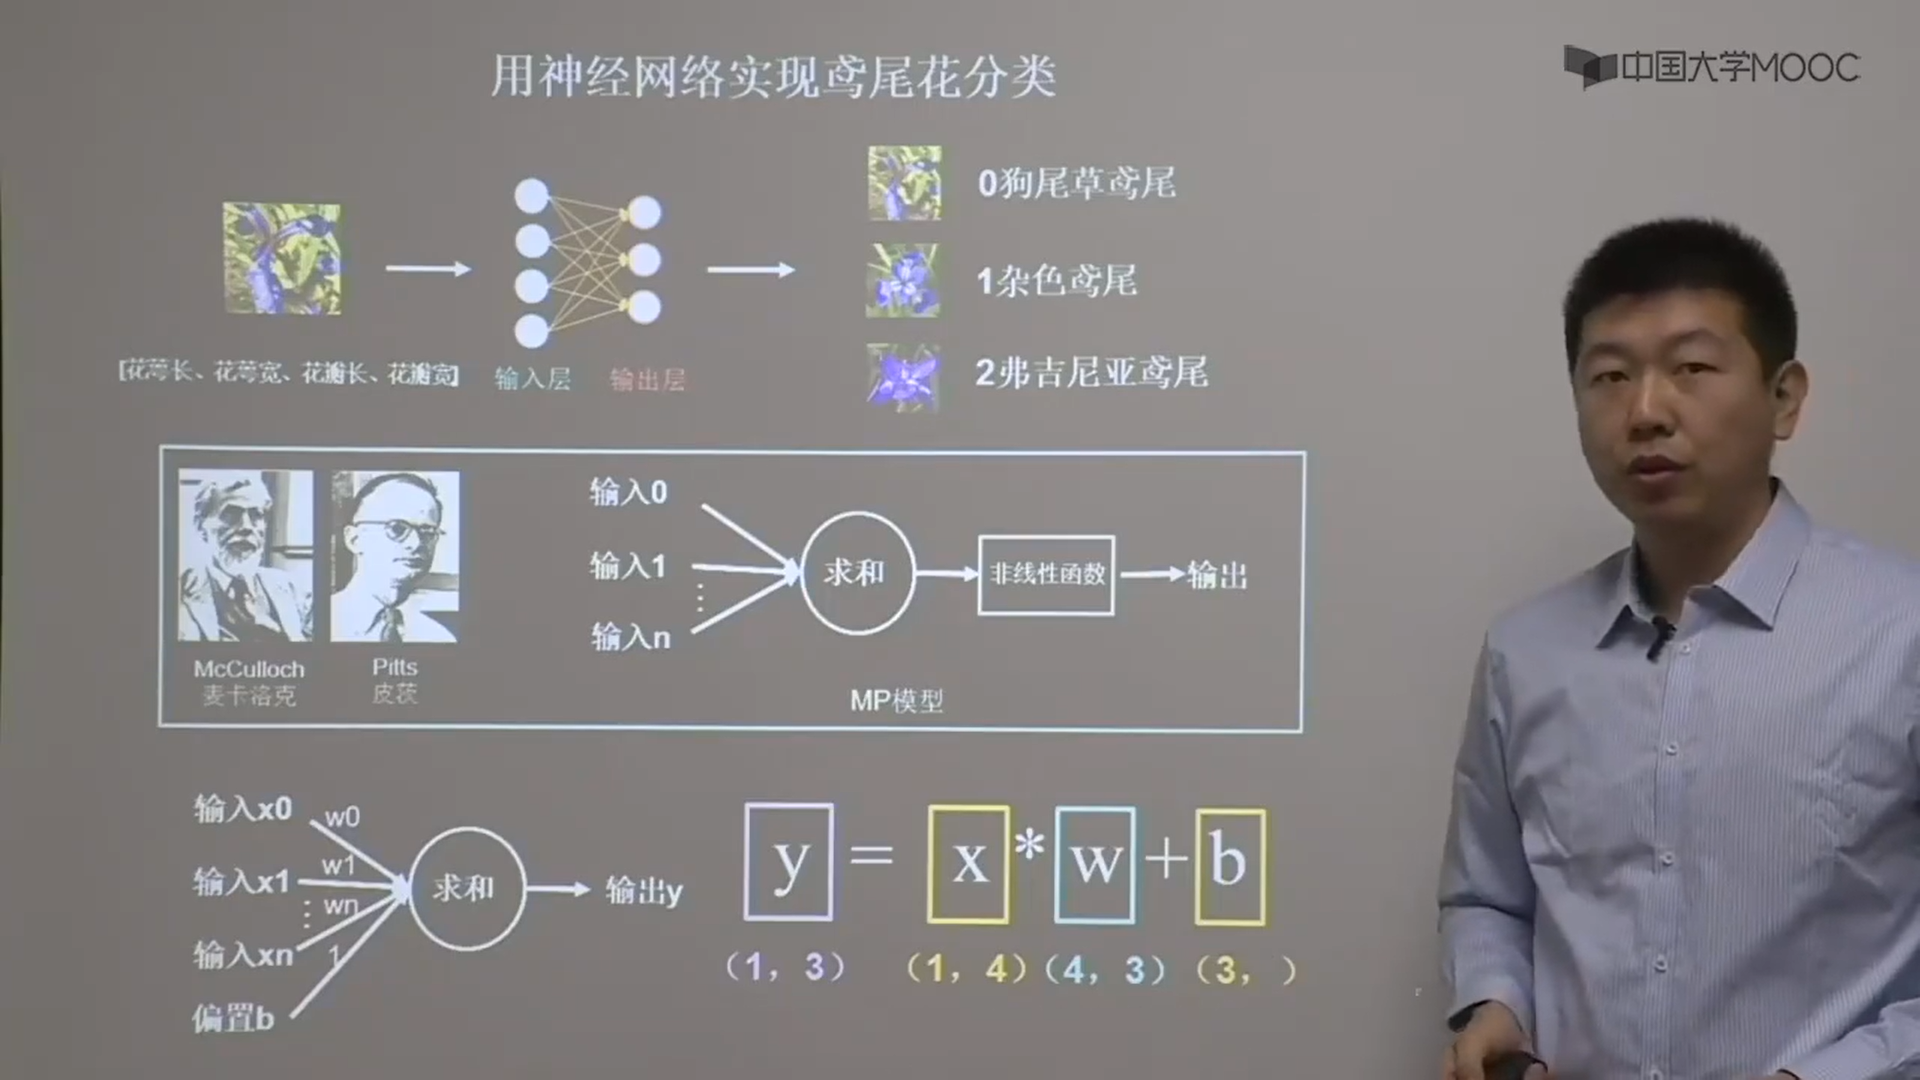 用神经网络实现鸢尾花分类
中国大学MOOC
0狗尾草鸢尾
1杂色鸢尾
2弗吉尼亚鸢尾
[花萼长、花萼宽、花瓣长、花瓣宽]
输入层
输出层
输入0
输入1
⋮
输入n
求和
非线性函数
输出
McCulloch
麦卡洛克
Pitts
皮茨
MP模型
输入x0
w0
输入x1
w1
⋮
wn
输入xn
1
偏置b
求和
输出y
y = x * w + b
(1, 3) (1, 4) (4, 3) (3, )